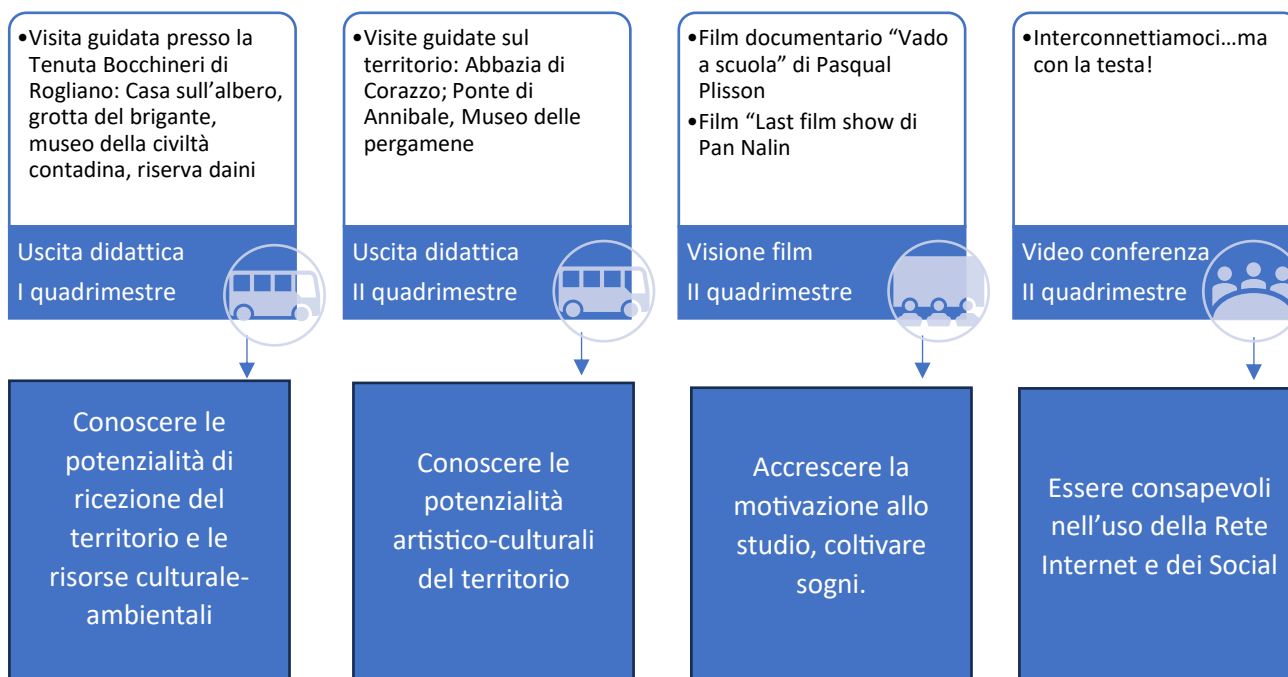 •Visita guidata presso la
Tenuta Bocchineri di
Rogliano: Casa sull’albero,
grotta del brigante,
museo della civiltà
contadina, riserva daini
Uscita didattica
I quadrimestre
Conoscere le
potenzialità di
ricezione del
territorio e le
risorse culturale-
ambientali
•Visite guidate sul
territorio: Abbazia di
Corazzo; Ponte di
Annibale, Museo delle
pergamene
Uscita didattica
II quadrimestre
Conoscere le
potenzialità
artistico-culturali
del territorio
•Film documentario “Vado
a scuola” di Pasqual
Plisson
•Film “Last film show di
Pan Nalin
Visione film
II quadrimestre
Accrescere la
motivazione allo
studio, coltivare
sogni.
•Interconnettiamoci…ma
con la testa!
Video conferenza
II quadrimestre
Essere consapevoli
nell’uso della Rete
Internet e dei Social